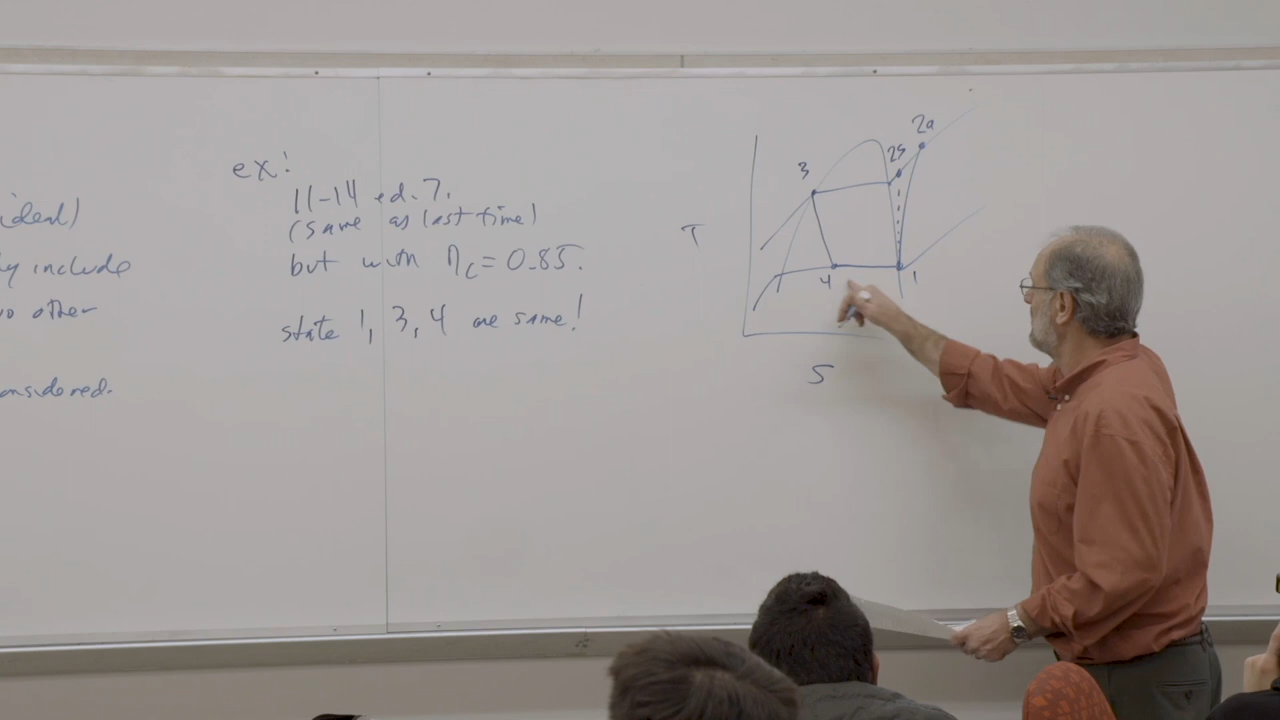 ideal)
include
other
onsidered.
ex:
11-14 ed. 7.
(same as last time)
but with ηc = 0.85.
state 1, 3, 4 are same!
T
S
3
2s
2a
4
1